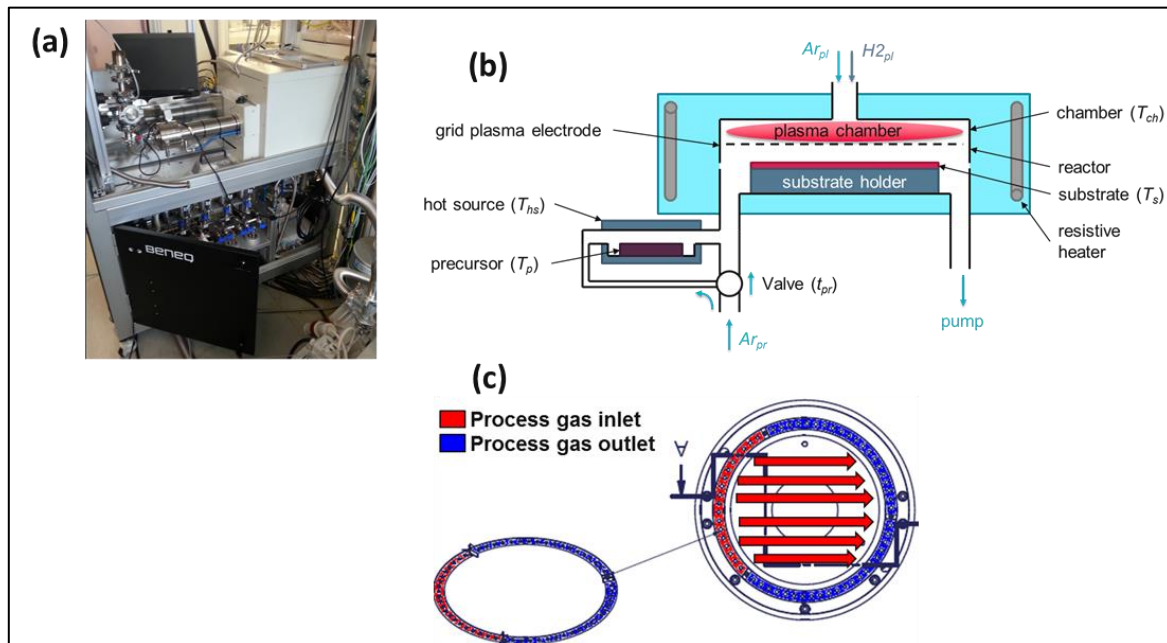 (a)
BENEQ
(b)
Ar_pl
H2_pl
grid plasma electrode
plasma chamber
chamber (T_ch)
reactor
substrate holder
substrate (T_s)
hot source (T_hs)
resistive
heater
precursor (T_p)
Valve (t_pr)
pump
Ar_pr
(c)
Process gas inlet
Process gas outlet
A